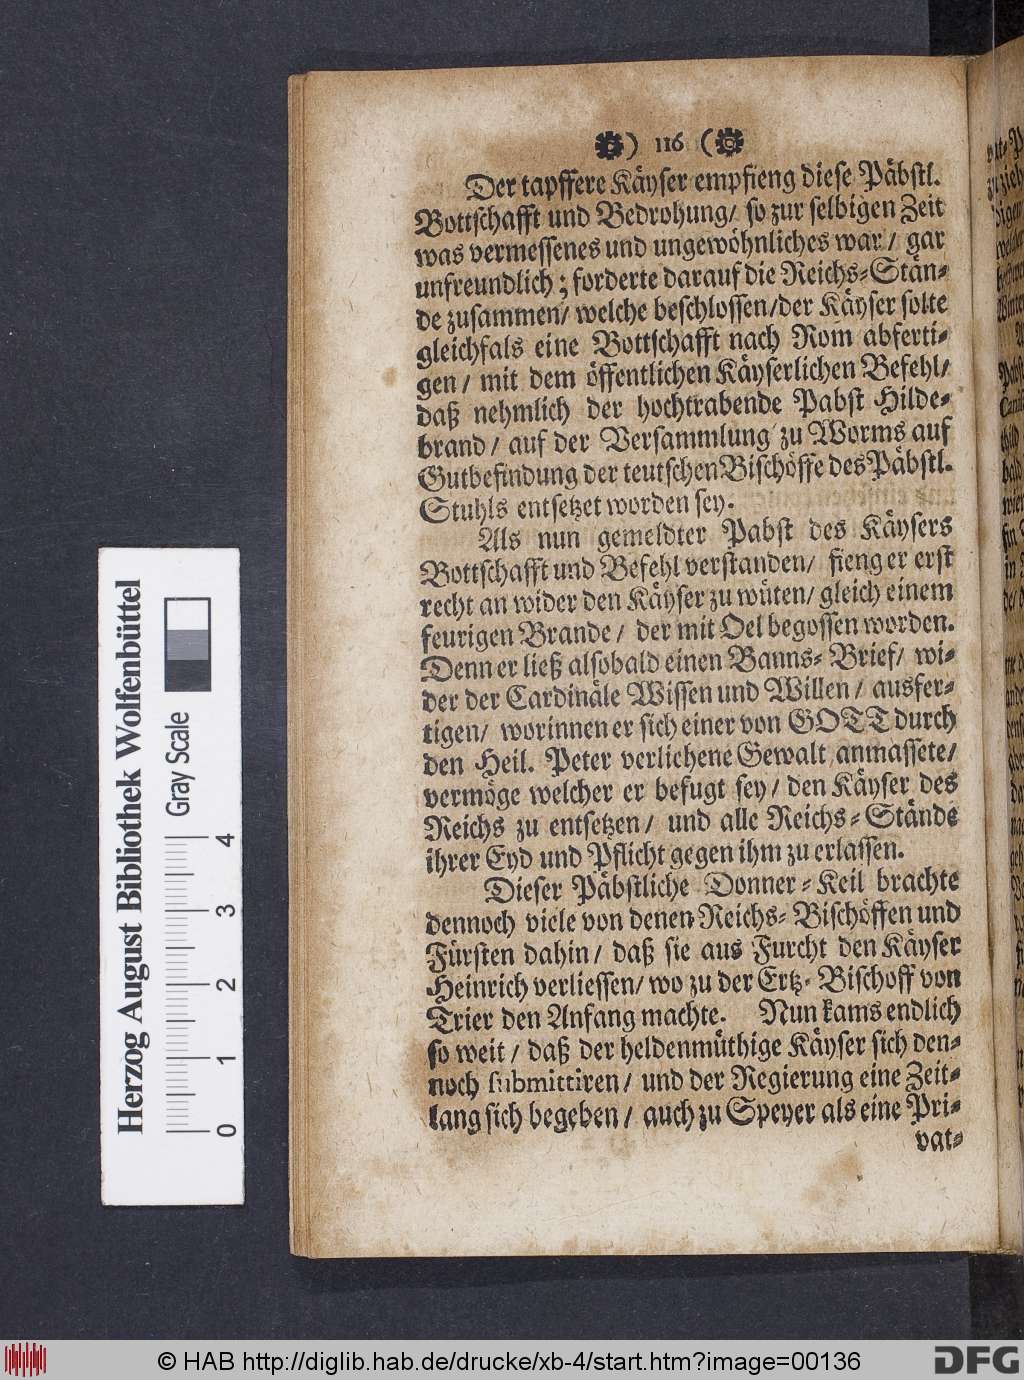 ) 116 (
Der tapffere Käyser empfieng diese Päbstl.
Bottschafft und Bedrohung/ so zur selbigen Zeit
was vermessenes und ungewöhnliches war/ gar
unfreundlich; forderte darauf die Reichs-Stän-
de zusammen/ welche beschlossen/der Käyser solte
gleichfals eine Bottschafft nach Rom abferti-
gen/ mit dem öffentlichen Käyserlichen Befehl/
daß nehmlich der hochtrabende Pabst Hilde-
brand/ auf der Versammlung zu Worms auf
Gutbefindung der teutschen Bischöffe des Päbstl.
Stuhls entsetzet worden sey.
Als nun gemeldter Pabst des Käysers
Bottschafft und Befehl verstanden/ fieng er erst
recht an wider den Käyser zu wüten/ gleich einem
feurigen Brande/ der mit Oel begossen worden.
Denn er ließ alsobald einen Banns-Brief/ wi-
der der Cardinäle Wissen und Willen/ ausfer-
tigen/ worinnen er sich einer von GOTT durch
den Heil. Peter verlichene Gewalt anmassete/
vermöge welcher er befugt sey/ den Käyser des
Reichs zu entsetzen/ und alle Reichs-Stände
ihrer Eyd und Pflicht gegen ihm zu erlassen.
Dieser Päbstliche Donner-Keil brachte
dennoch viele von denen Reichs-Bischöffen und
Fürsten dahin/ daß sie aus Furcht den Käyser
Heinrich verliessen/ wo zu der Ertz-Bischoff von
Trier den Anfang machte. Nun kams endlich
so weit/ daß der heldenmüthige Käyser sich den-
noch submittiren/ und der Regierung eine Zeit-
lang sich begeben/ auch zu Speyer als eine Pri-
vat-
Herzog August Bibliothek Wolfenbüttel
Gray Scale
0 1 2 3 4
© HAB http://diglib.hab.de/drucke/xb-4/start.htm?image=00136
DFG